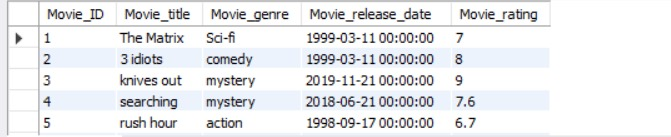 Movie_ID Movie_title Movie_genre Movie_release_date Movie_rating
1 The Matrix Sci-fi 1999-03-11 00:00:00 7
2 3 idiots comedy 1999-03-11 00:00:00 8
3 knives out mystery 2019-11-21 00:00:00 9
4 searching mystery 2018-06-21 00:00:00 7.6
5 rush hour action 1998-09-17 00:00:00 6.7